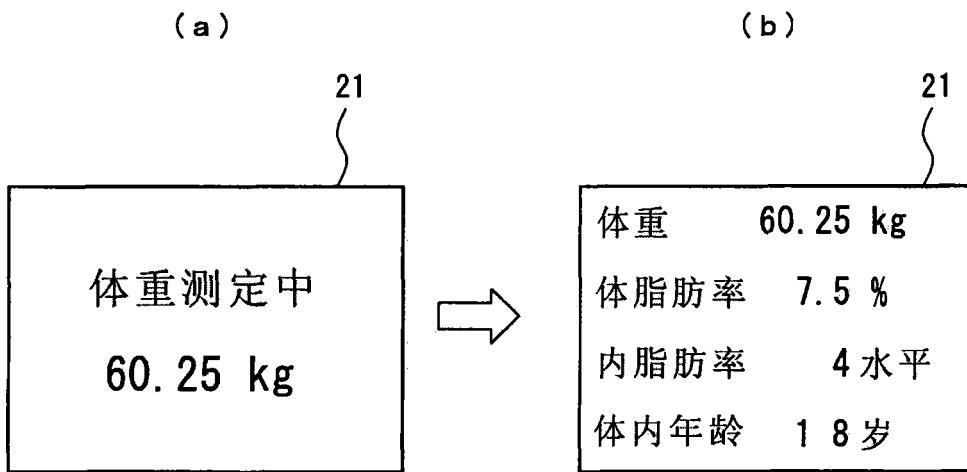 (a)
21
体重测定中
60.25 kg
(b)
21
体重 60.25 kg
体脂肪率 7.5 %
内脂肪率 4水平
体内年龄 18岁